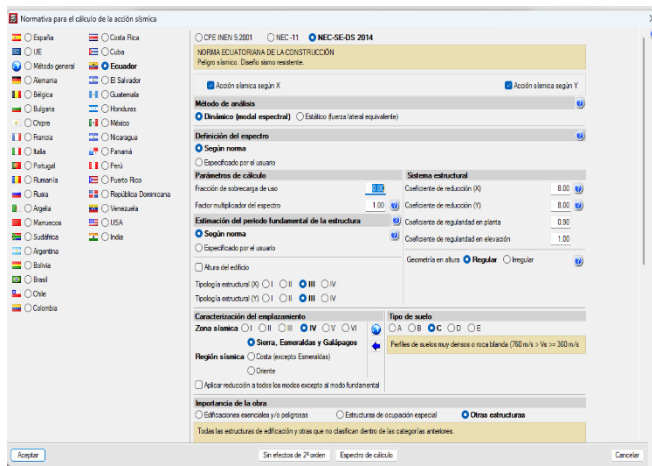 Normativa para el cálculo de la acción sísmica
España
UE
Método general
Alemania
Bélgica
Bulgaria
Chipre
Francia
Italia
Portugal
Rumanía
Rusia
Argelia
Marruecos
Sudáfrica
Argentina
Bolivia
Brasil
Chile
Colombia
Costa Rica
Cuba
Ecuador
El Salvador
Guatemala
Honduras
México
Nicaragua
Panamá
Perú
Puerto Rico
República Dominicana
Venezuela
USA
India
CPE INEN 5:2001 NEC-11 NEC-SE-DS 2014
NORMA ECUATORIANA DE LA CONSTRUCCIÓN
Peligro sísmico. Diseño sismo resistente.
Acción sísmica según X Acción sísmica según Y
Método de análisis
Dinámico (modal espectral) Estático (fuerza lateral equivalente)
Definición del espectro
Según norma
Especificado por el usuario
Parámetros de cálculo
Fracción de sobrecarga de uso 0.00
Factor multiplicador del espectro 1.00
Estimación del periodo fundamental de la estructura
Según norma
Especificado por el usuario
Altura del edificio
Tipología estructural (X) I II III IV
Tipología estructural (Y) I II III IV
Sistema estructural
Coeficiente de reducción (X) 8.00
Coeficiente de reducción (Y) 8.00
Coeficiente de regularidad en planta 0.90
Coeficiente de regularidad en elevación 1.00
Geometría en altura Regular Irregular
Caracterización del emplazamiento
Zona sísmica I II III IV V VI
Sierra, Esmeraldas y Galápagos
Región sísmica Costa (excepto Esmeraldas)
Oriente
Aplicar reducción a todos los modos excepto al modo fundamental
Tipo de suelo
A B C D E
Perfiles de suelos muy densos o roca blanda (760 m/s > Vs >= 360 m/s
Importancia de la obra
Edificaciones esenciales y/o peligrosas Estructuras de ocupación especial Otras estructuras
Todas las estructuras de edificación y otras que no clasifican dentro de las categorías anteriores.
Aceptar Sin efectos de 2º orden Espectro de cálculo Cancelar